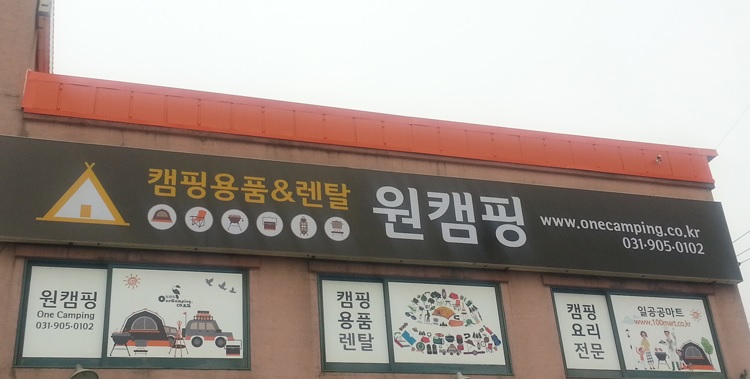 캠핑용품&렌탈
원캠핑
www.onecamping.co.kr
031·905·0102
원캠핑
One Camping
031·905·0102
OneCamping
캠핑
용품
렌탈
캠핑
요리
전문
일공공마트
www.100mart.co.kr